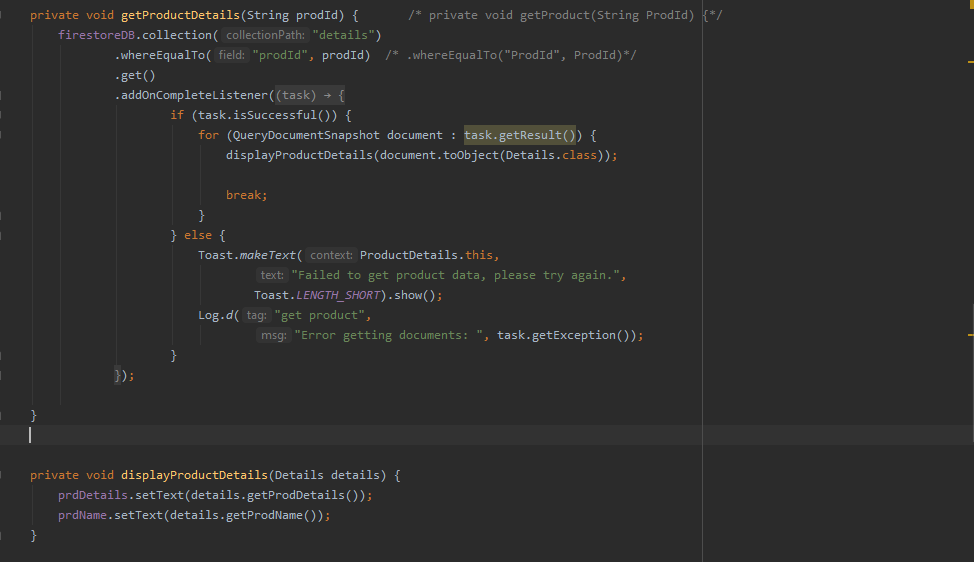 private void getProductDetails(String prodId) {       /* private void getProduct(String ProdId) {*/
    firestoreDB.collection( collectionPath: "details")
            .whereEqualTo( field: "prodId", prodId)  /* .whereEqualTo("ProdId", ProdId)*/
            .get()
            .addOnCompleteListener((task) → {
                    if (task.isSuccessful()) {
                        for (QueryDocumentSnapshot document : task.getResult()) {
                            displayProductDetails(document.toObject(Details.class));
                            break;
                        }
                    } else {
                        Toast.makeText( context: ProductDetails.this,
                                text: "Failed to get product data, please try again.",
                                Toast.LENGTH_SHORT).show();
                        Log.d( tag: "get product",
                                msg: "Error getting documents: ", task.getException());
                    }
            });
}
private void displayProductDetails(Details details) {
    prdDetails.setText(details.getProdDetails());
    prdName.setText(details.getProdName());
}